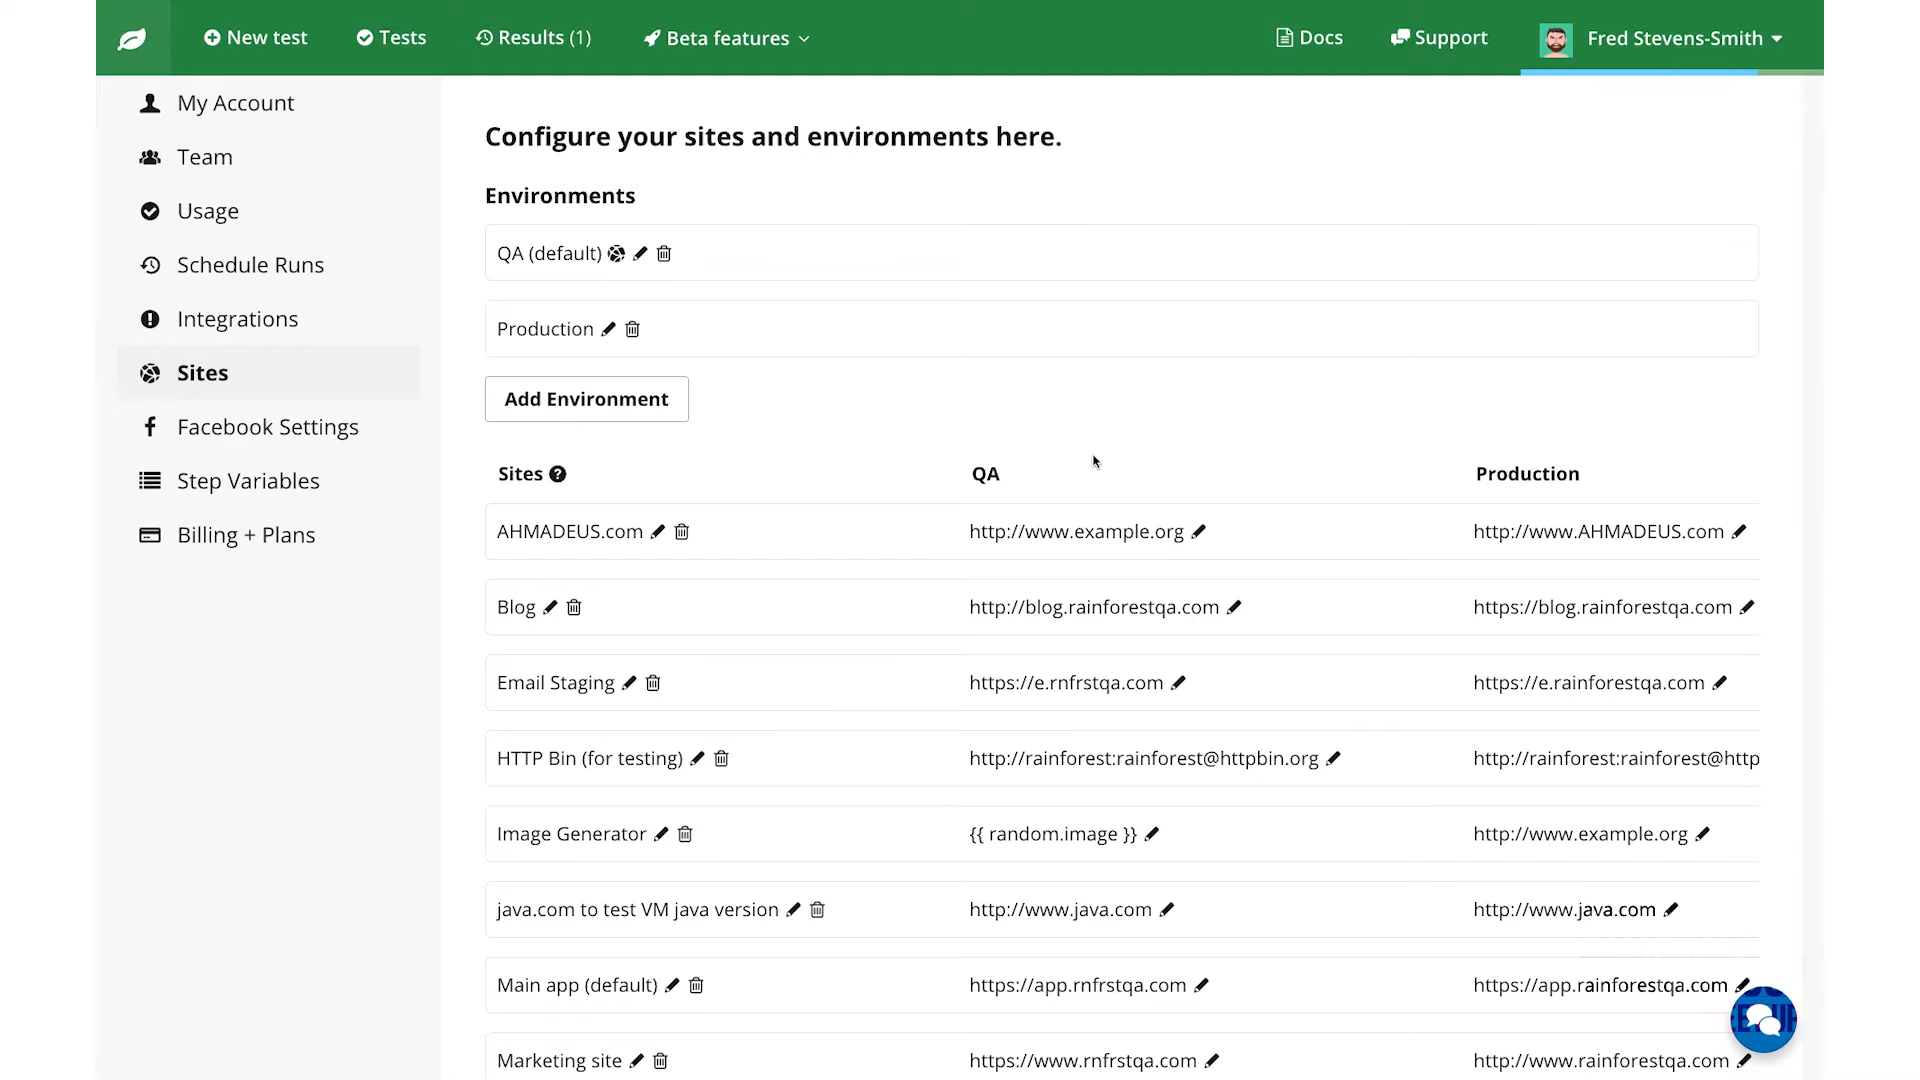 New test
Tests
Results (1)
Beta features
Docs
Support
Fred Stevens-Smith
My Account
Team
Usage
Schedule Runs
Integrations
Sites
Facebook Settings
Step Variables
Billing + Plans
Configure your sites and environments here.
Environments
QA (default)
Production
Add Environment
Sites QA Production
AHMADEUS.com http://www.example.org http://www.AHMADEUS.com
Blog http://blog.rainforestqa.com https://blog.rainforestqa.com
Email Staging https://e.rnfrstqa.com https://e.rainforestqa.com
HTTP Bin (for testing) http://rainforest:rainforest@httpbin.org http://rainforest:rainforest@http
Image Generator {{ random.image }} http://www.example.org
java.com to test VM java version http://www.java.com http://www.java.com
Main app (default) https://app.rnfrstqa.com https://app.rainforestqa.com
Marketing site https://www.rnfrstqa.com http://www.rainforestqa.com